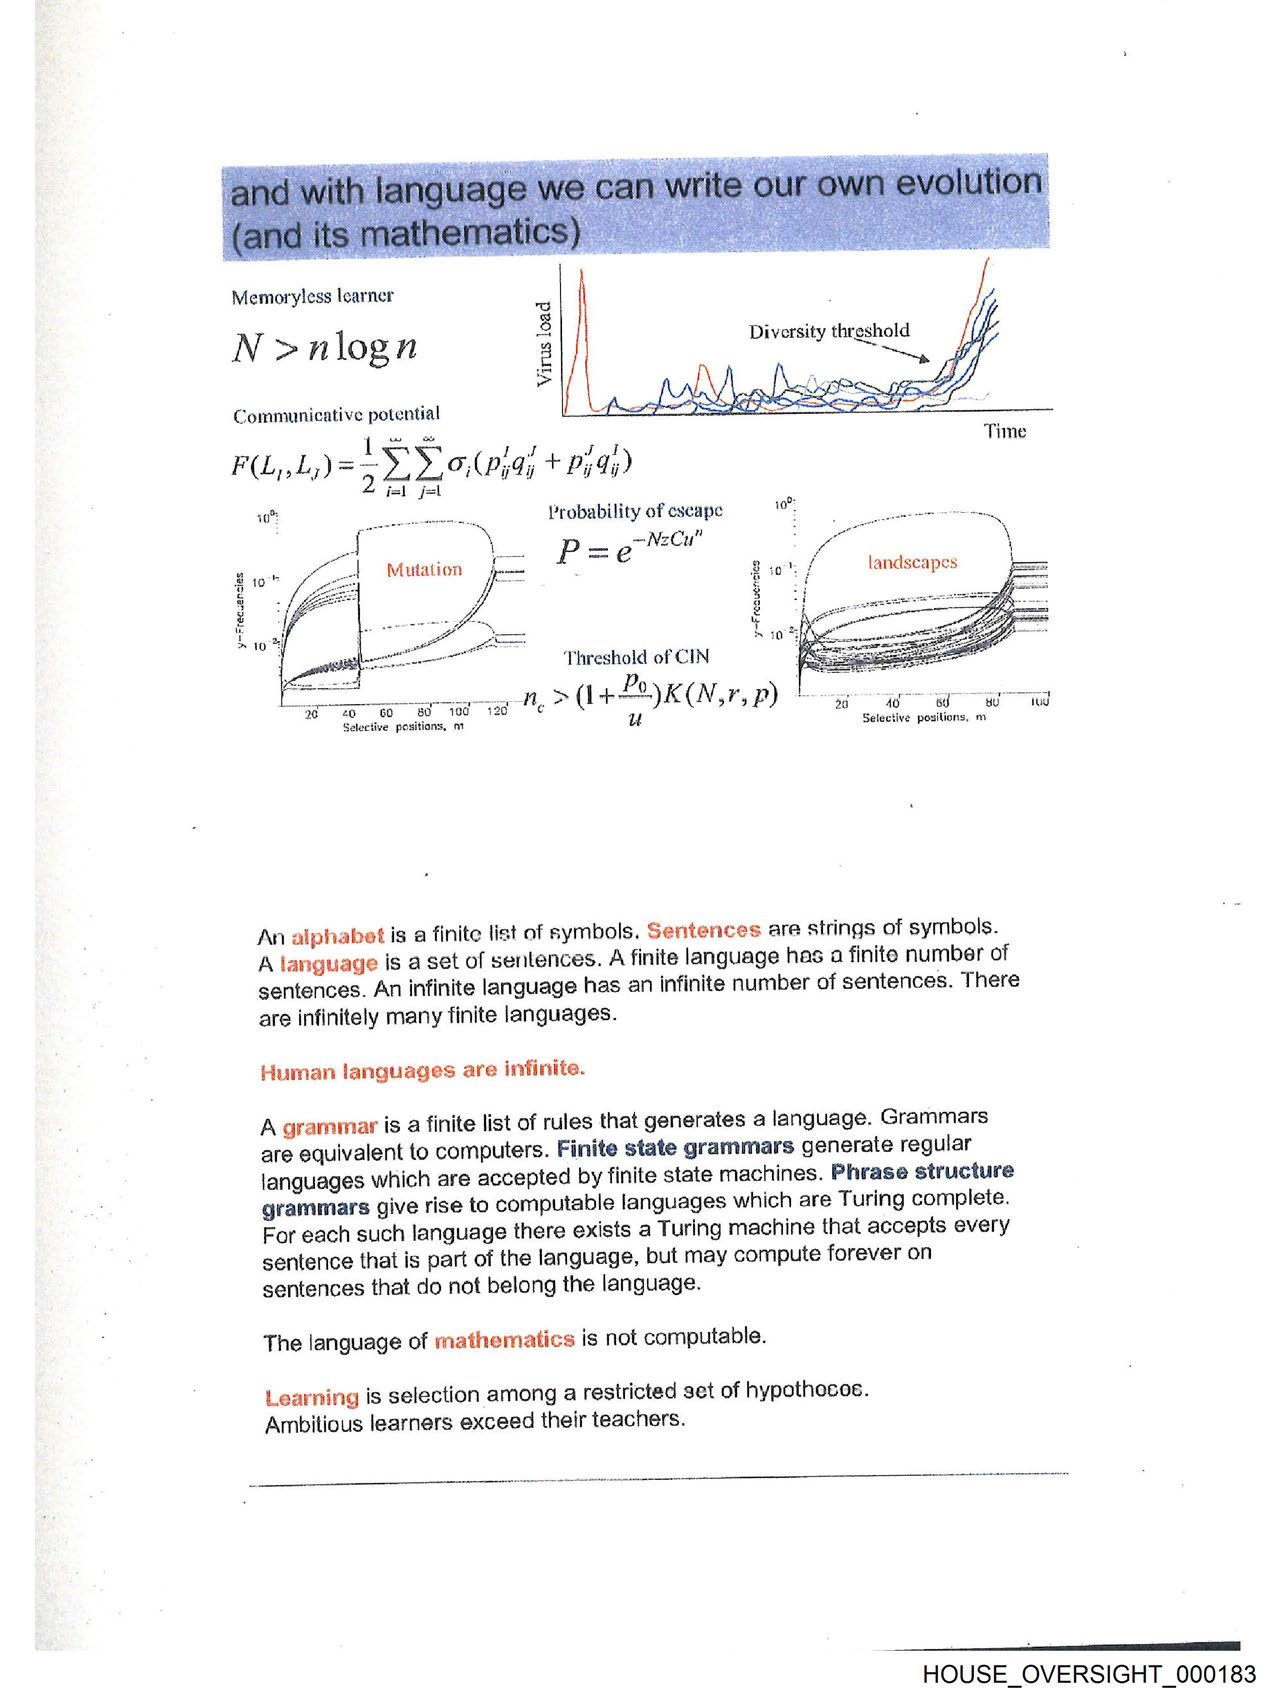 and with language we can write our own evolution
(and its mathematics)
Memoryless learner
N > n log n
Communicative potential
F(L_I, L_J) = 1/2 ∑_{i=1}^{∞} ∑_{j=1}^{∞} σ_i(p_{ij}^I q_{ij}^J + p_{ij}^J q_{ij}^I)
Virus load
Diversity threshold
Time
Probability of escape
P = e^{-NzCu^n}
10^0
10^-1
10^-2
y-Frequencies
Mutation
20 40 60 80 100 120
Selective positions, m
Threshold of CIN
n_c > (1 + p_0/u)K(N, r, p)
10^0
10^-1
10^-2
y-Frequencies
landscapes
20 40 60 80 100
Selective positions, m
An alphabet is a finite list of symbols. Sentences are strings of symbols.
A language is a set of sentences. A finite language has a finite number of
sentences. An infinite language has an infinite number of sentences. There
are infinitely many finite languages.
Human languages are infinite.
A grammar is a finite list of rules that generates a language. Grammars
are equivalent to computers. Finite state grammars generate regular
languages which are accepted by finite state machines. Phrase structure
grammars give rise to computable languages which are Turing complete.
For each such language there exists a Turing machine that accepts every
sentence that is part of the language, but may compute forever on
sentences that do not belong the language.
The language of mathematics is not computable.
Learning is selection among a restricted set of hypotheses.
Ambitious learners exceed their teachers.
HOUSE_OVERSIGHT_000183